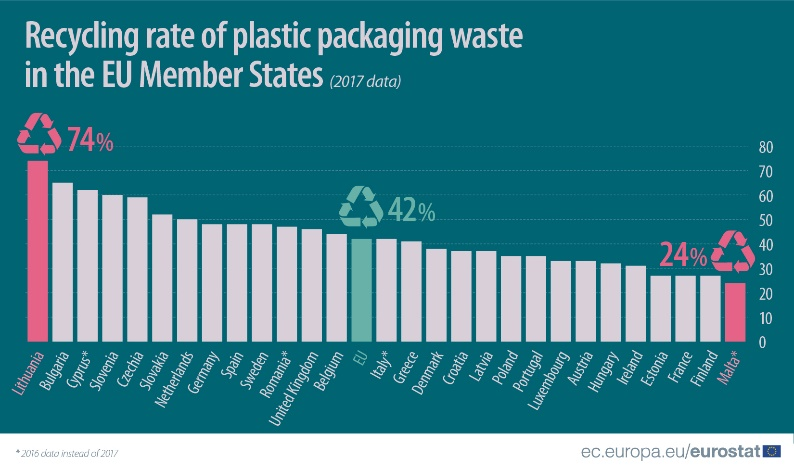 Recycling rate of plastic packaging waste
in the EU Member States (2017 data)
74%
42%
24%
80
70
60
50
40
30
20
10
0
Lithuania
Bulgaria
Cyprus*
Slovenia
Czechia
Slovakia
Netherlands
Germany
Spain
Sweden
Romania*
United Kingdom
Belgium
EU
Italy*
Greece
Denmark
Croatia
Latvia
Poland
Portugal
Luxembourg
Austria
Hungary
Ireland
Estonia
France
Finland
Malta*
* 2016 data instead of 2017
ec.europa.eu/eurostat